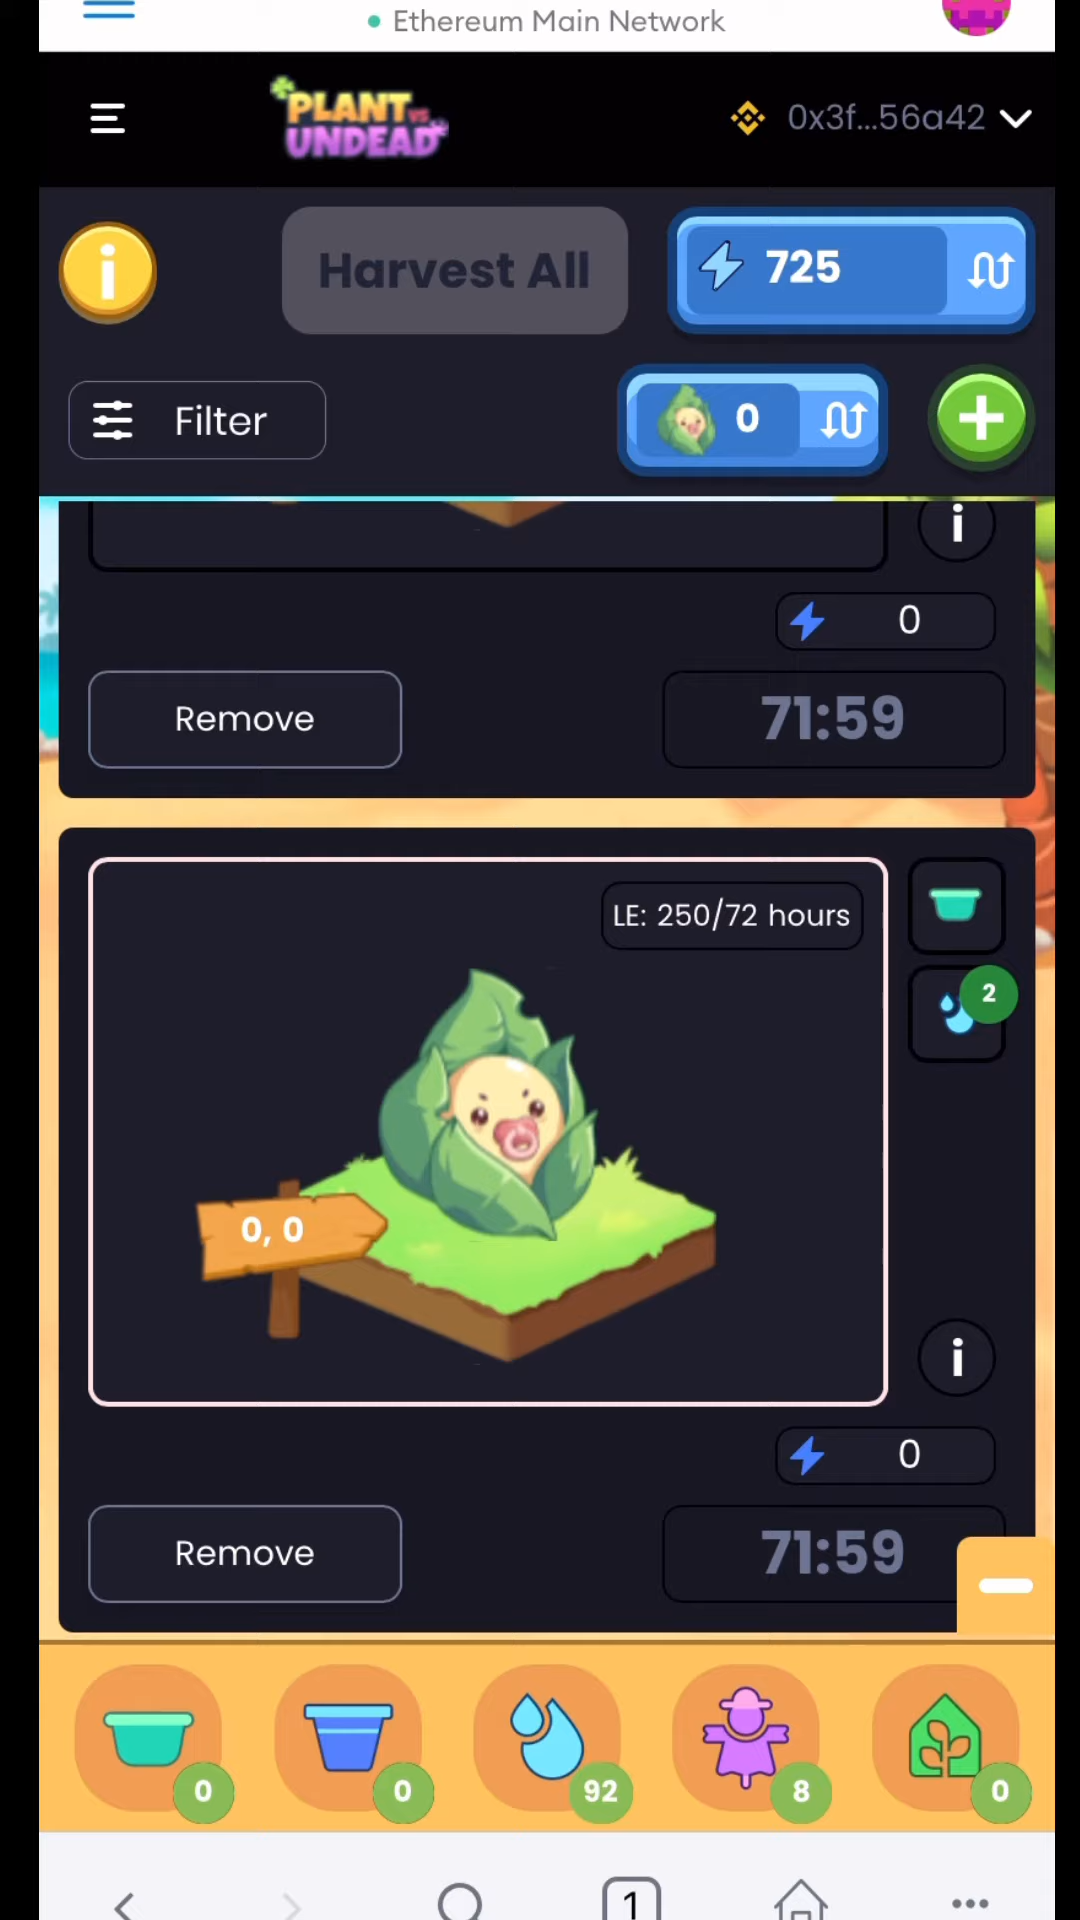 Ethereum Main Network
PLANT VS
UNDEAD
0x3f...56a42
i
Harvest All
725
Filter
0
i
0
Remove
71:59
LE: 250/72 hours
2
0, 0
i
0
Remove
71:59
0
0
92
8
0
1